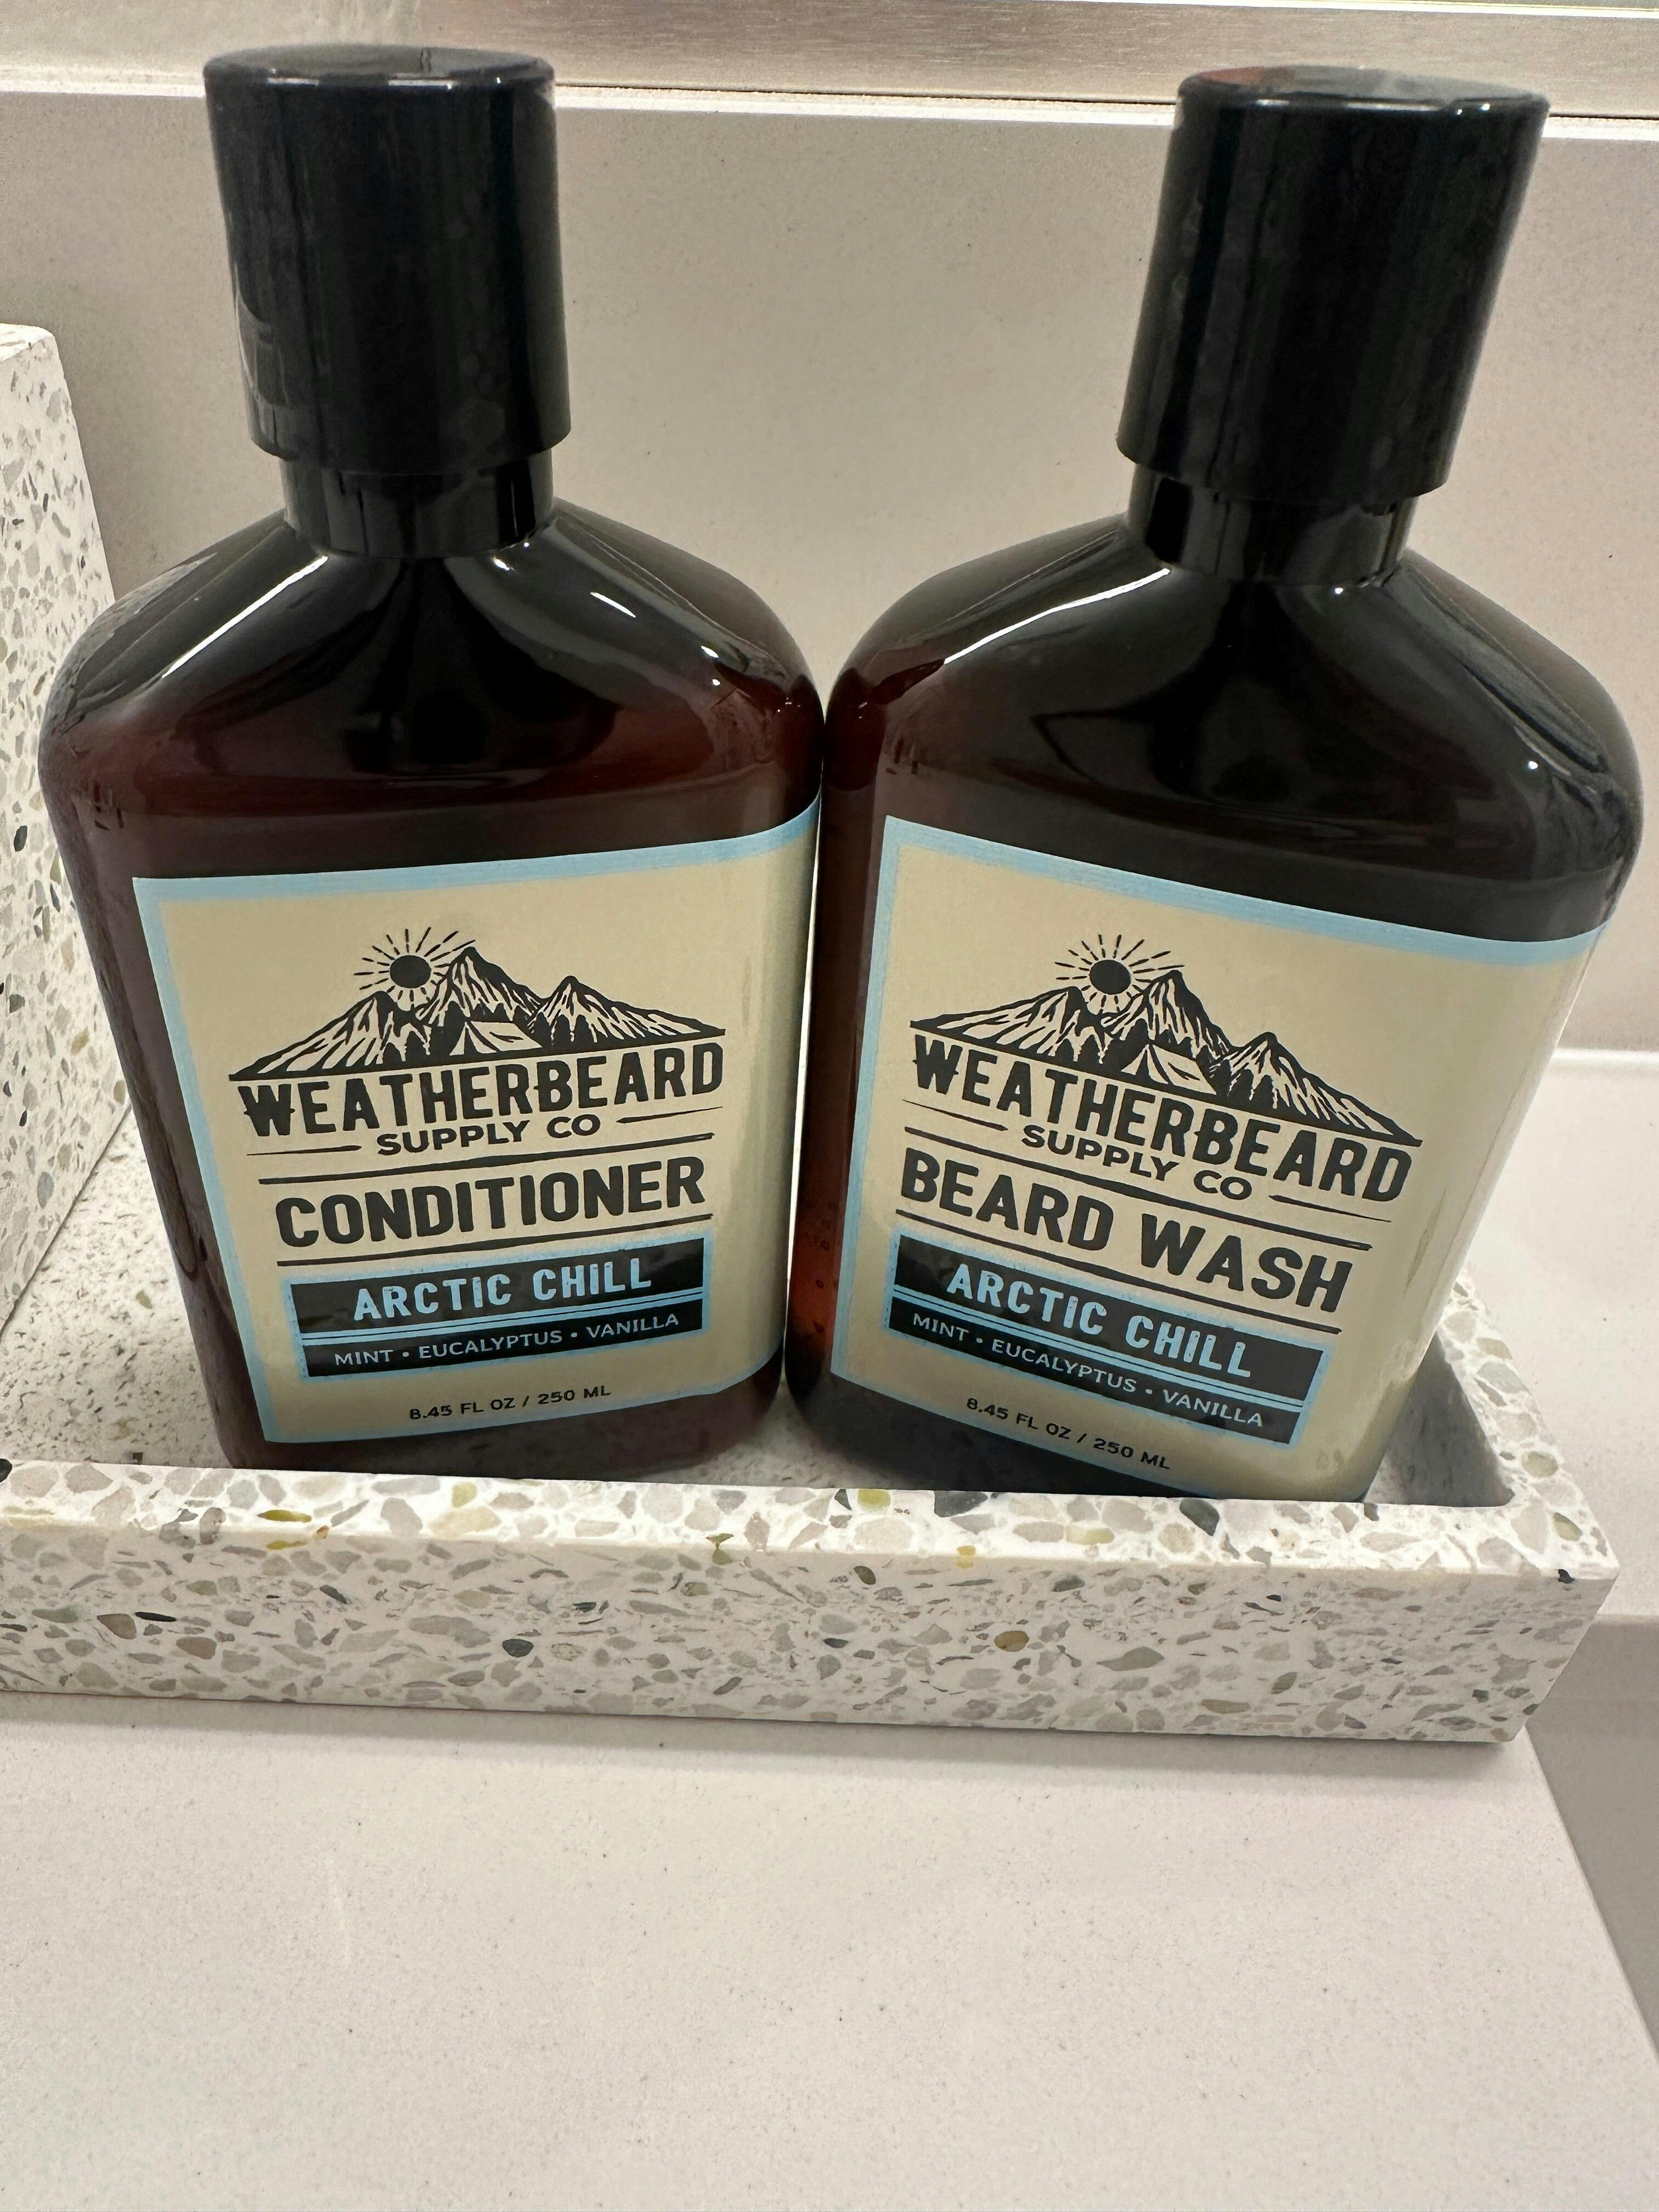 WEATHERBEARD
SUPPLY CO
CONDITIONER
ARCTIC CHILL
MINT • EUCALYPTUS • VANILLA
8.45 FL OZ / 250 ML
WEATHERBEARD
SUPPLY CO
BEARD WASH
ARCTIC CHILL
MINT • EUCALYPTUS • VANILLA
8.45 FL OZ / 250 ML